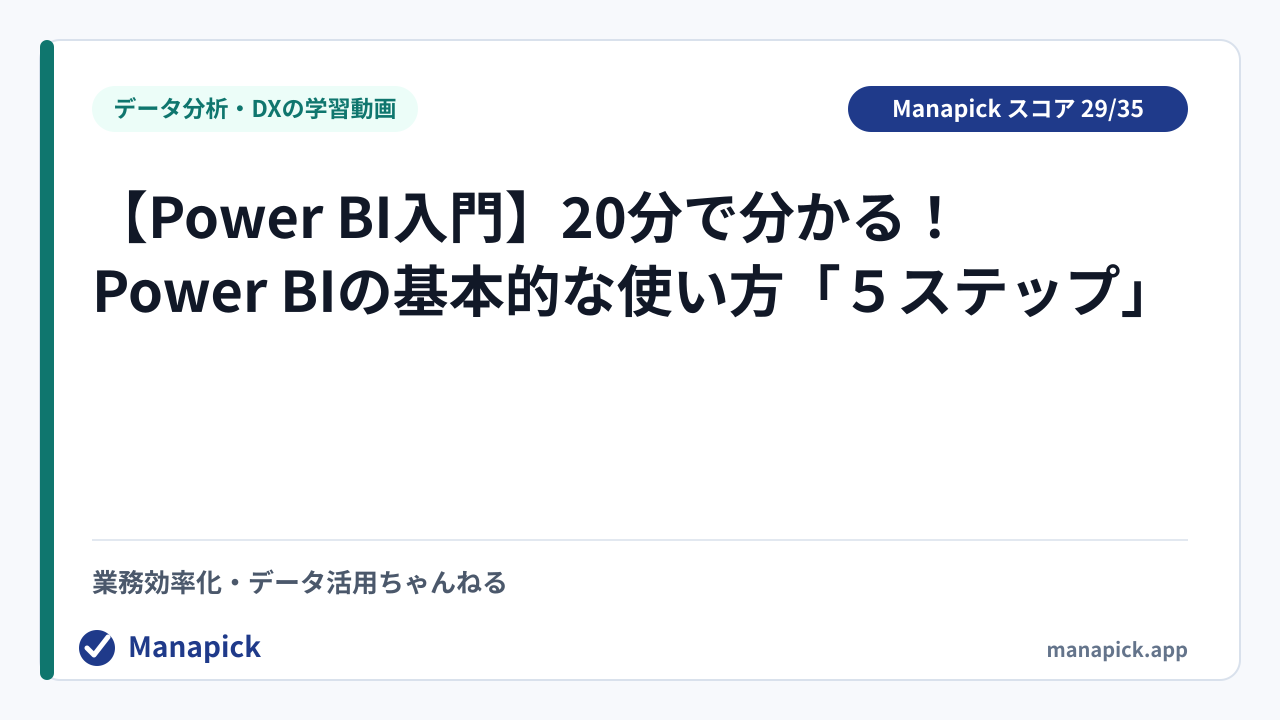 データ分析・DXの学習動画
Manapick スコア 29/35
【Power BI入門】20分で分かる！
Power BIの基本的な使い方「５ステップ」
業務効率化・データ活用ちゃんねる
Manapick
manapick.app